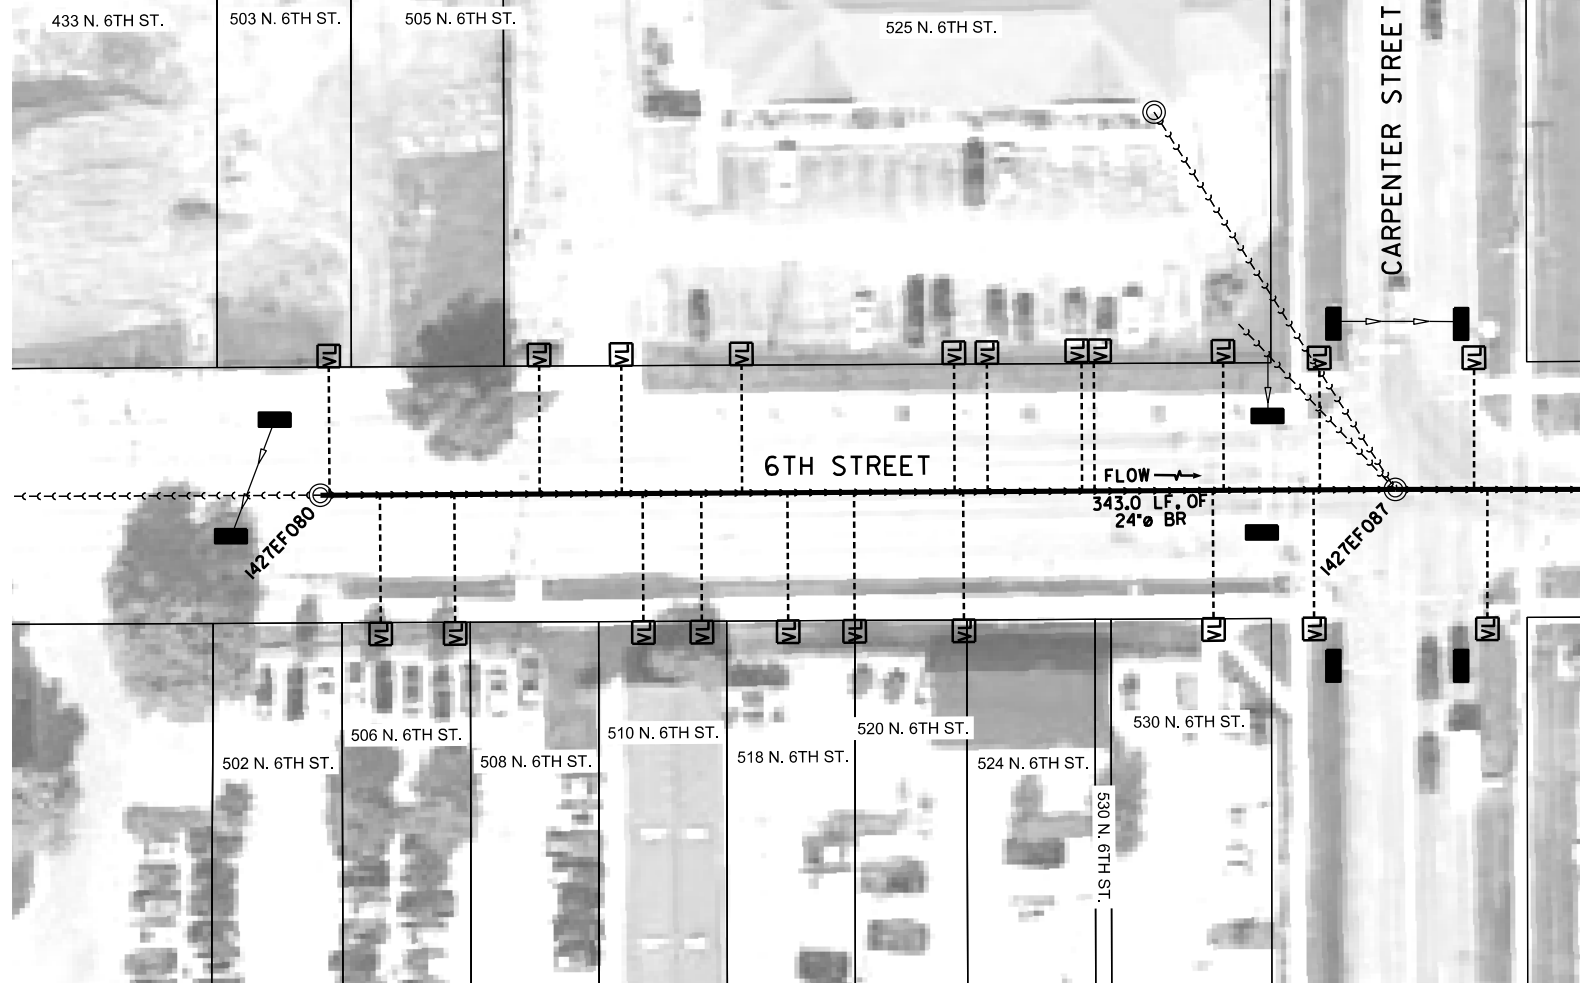 433 N. 6TH ST.
503 N. 6TH ST.
505 N. 6TH ST.
525 N. 6TH ST.
CARPENTER STREET
VL
VL
VL
VL
VL
VL
VL
VL
VL
VL
VL
6TH STREET
FLOW
343.0 LF. OF
24"ø BR
1427EF080
1427EF087
VL
VL
VL
VL
VL
VL
VL
VL
VL
VL
502 N. 6TH ST.
506 N. 6TH ST.
508 N. 6TH ST.
510 N. 6TH ST.
518 N. 6TH ST.
520 N. 6TH ST.
524 N. 6TH ST.
530 N. 6TH ST.
530 N. 6TH ST.